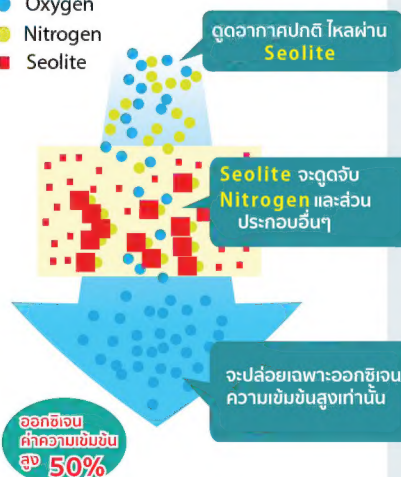 Oxygen
Nitrogen
Seolite
ดูดอากาศปกติ ไหลผ่าน
Seolite
Seolite จะดูดจับ
Nitrogen และส่วน
ประกอบอื่นๆ
จะปล่อยเฉพาะออกซิเจน
ความเข้มข้นสูงเท่านั้น
ออกซิเจน
ค่าความเข้มข้น
สูง 50%